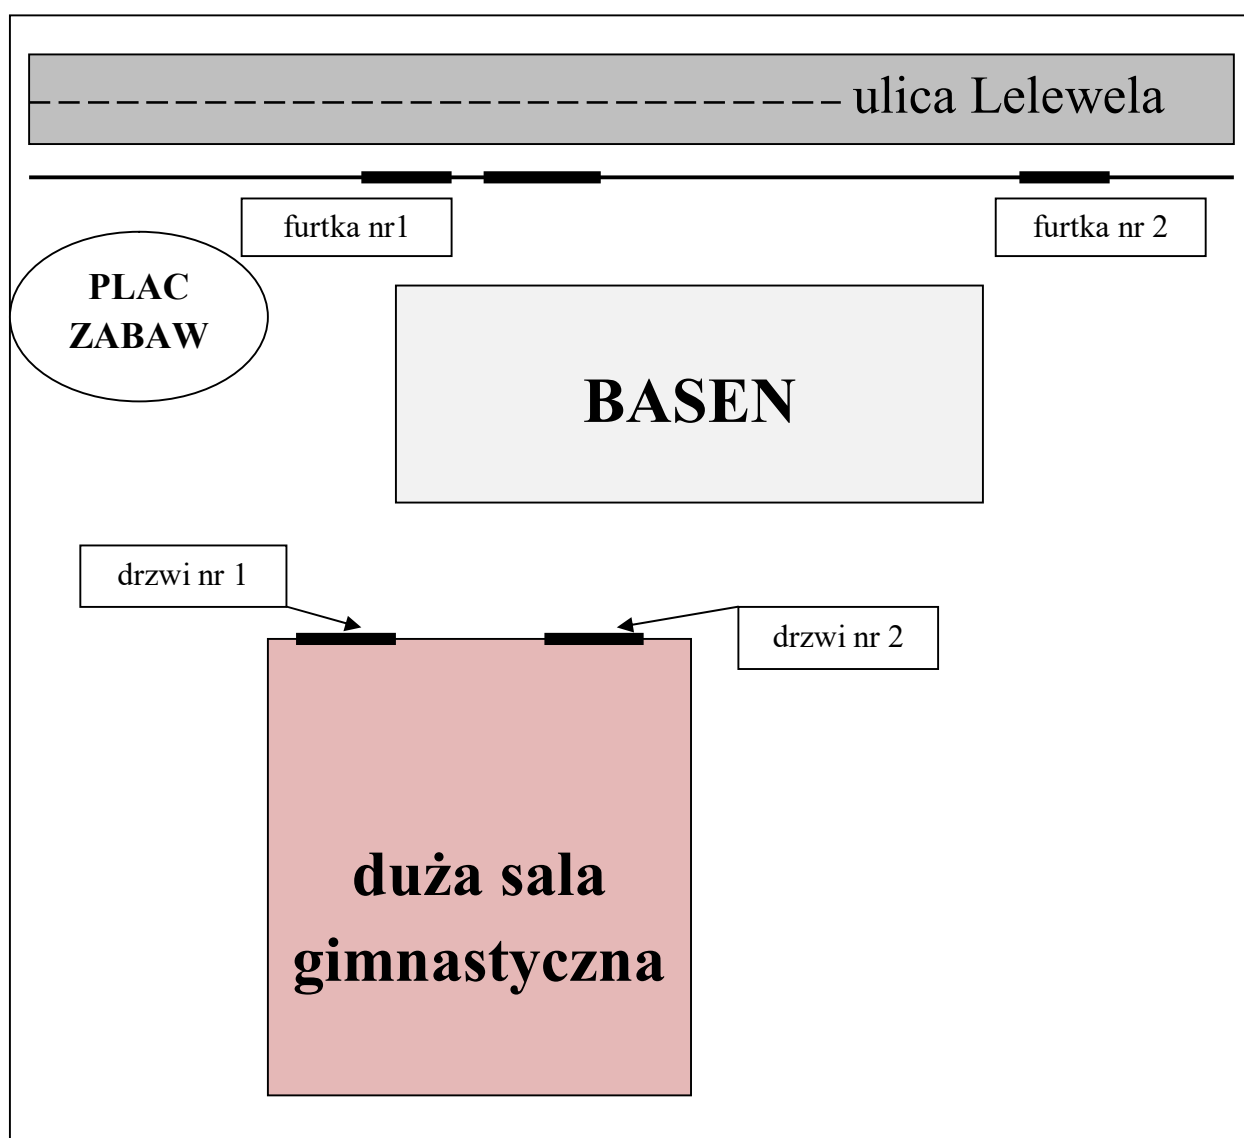 ulica Lelewela
furtka nr1
furtka nr 2
PLAC
ZABAW
BASEN
drzwi nr 1
drzwi nr 2
duża sala
gimnastyczna